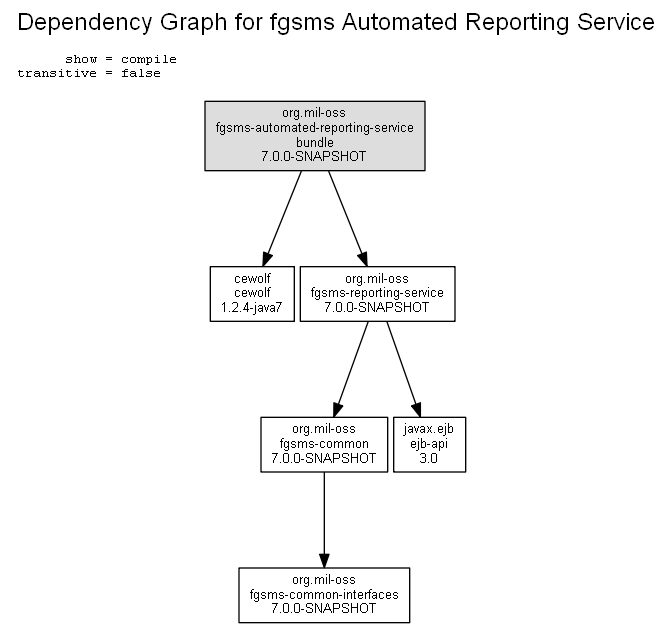 Dependency Graph for fgsms Automated Reporting Service
show = compile
transitive = false
org.mil-oss
fgsms-automated-reporting-service
bundle
7.0.0-SNAPSHOT
cewolf
cewolf
1.2.4-java7
org.mil-oss
fgsms-reporting-service
7.0.0-SNAPSHOT
org.mil-oss
fgsms-common
7.0.0-SNAPSHOT
javax.ejb
ejb-api
3.0
org.mil-oss
fgsms-common-interfaces
7.0.0-SNAPSHOT